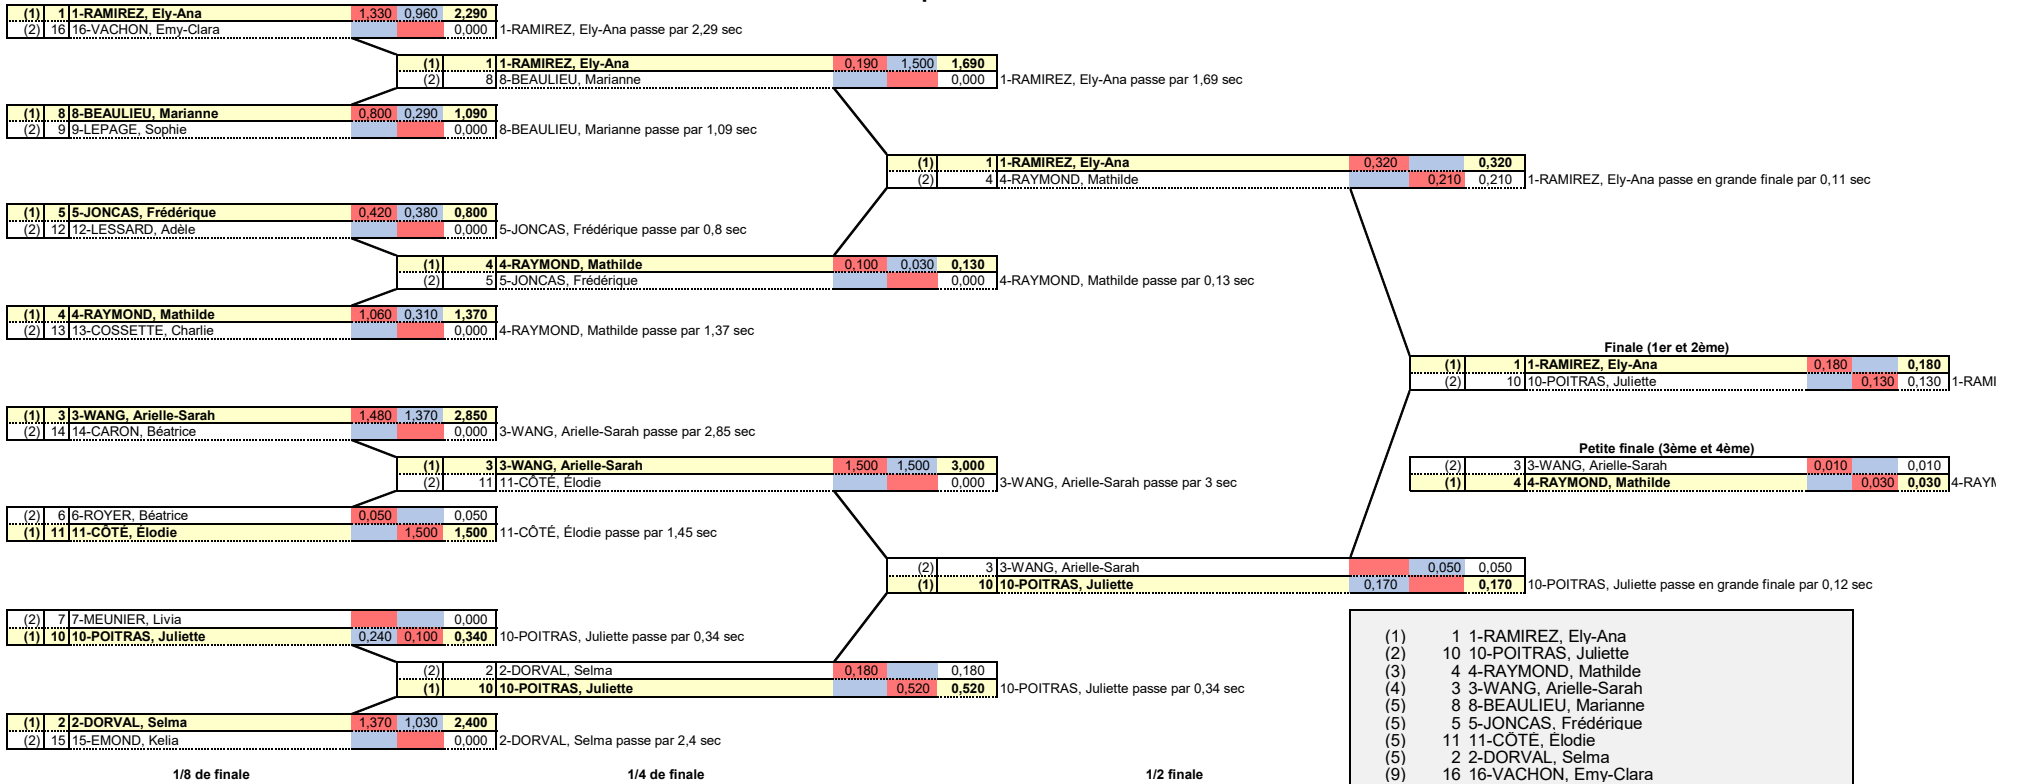 (1) 1 1-RAMIREZ, Ely-Ana 1,330 0,960 2,290
(2) 16 16-VACHON, Emy-Clara 0,000 1-RAMIREZ, Ely-Ana passe par 2,29 sec
(1) 1 1-RAMIREZ, Ely-Ana 0,190 1,500 1,690
(2) 8 8-BEAULIEU, Marianne 0,000 1-RAMIREZ, Ely-Ana passe par 1,69 sec
(1) 8 8-BEAULIEU, Marianne 0,800 0,290 1,090
(2) 9 9-LEPAGE, Sophie 0,000 8-BEAULIEU, Marianne passe par 1,09 sec
(1) 1 1-RAMIREZ, Ely-Ana 0,320 0,320
(2) 4 4-RAYMOND, Mathilde 0,210 0,210 1-RAMIREZ, Ely-Ana passe en grande finale par 0,11 sec
(1) 5 5-JONCAS, Frédérique 0,420 0,380 0,800
(2) 12 12-LESSARD, Adèle 0,000 5-JONCAS, Frédérique passe par 0,8 sec
(1) 4 4-RAYMOND, Mathilde 0,100 0,030 0,130
(2) 5 5-JONCAS, Frédérique 0,000 4-RAYMOND, Mathilde passe par 0,13 sec
(1) 4 4-RAYMOND, Mathilde 1,060 0,310 1,370
(2) 13 13-COSSETTE, Charlie 0,000 4-RAYMOND, Mathilde passe par 1,37 sec
Finale (1er et 2ème)
(1) 1 1-RAMIREZ, Ely-Ana 0,180 0,180
(2) 10 10-POITRAS, Juliette 0,130 0,130 1-RAMI
(1) 3 3-WANG, Arielle-Sarah 1,480 1,370 2,850
(2) 14 14-CARON, Béatrice 0,000 3-WANG, Arielle-Sarah passe par 2,85 sec
Petite finale (3ème et 4ème)
(1) 3 3-WANG, Arielle-Sarah 1,500 1,500 3,000
(2) 11 11-CÔTÉ, Élodie 0,000 3-WANG, Arielle-Sarah passe par 3 sec
(2) 3 3-WANG, Arielle-Sarah 0,010 0,010
(1) 4 4-RAYMOND, Mathilde 0,030 0,030 4-RAYM
(2) 6 6-ROYER, Béatrice 0,050 0,050
(1) 11 11-CÔTÉ, Élodie 1,500 1,500 11-CÔTÉ, Élodie passe par 1,45 sec
(2) 3 3-WANG, Arielle-Sarah 0,050 0,050
(1) 10 10-POITRAS, Juliette 0,170 0,170 10-POITRAS, Juliette passe en grande finale par 0,12 sec
(2) 7 7-MEUNIER, Livia 0,000
(1) 10 10-POITRAS, Juliette 0,240 0,100 0,340 10-POITRAS, Juliette passe par 0,34 sec
(2) 2 2-DORVAL, Selma 0,180 0,180
(1) 10 10-POITRAS, Juliette 0,520 0,520 10-POITRAS, Juliette passe par 0,34 sec
(1) 2 2-DORVAL, Selma 1,370 1,030 2,400
(2) 15 15-EMOND, Kelia 0,000 2-DORVAL, Selma passe par 2,4 sec
(1) 1 1-RAMIREZ, Ely-Ana
(2) 10 10-POITRAS, Juliette
(3) 4 4-RAYMOND, Mathilde
(4) 3 3-WANG, Arielle-Sarah
(5) 8 8-BEAULIEU, Marianne
(5) 5 5-JONCAS, Frédérique
(5) 11 11-CÔTÉ, Élodie
(5) 2 2-DORVAL, Selma
(9) 16 16-VACHON, Emy-Clara
1/8 de finale 1/4 de finale 1/2 finale